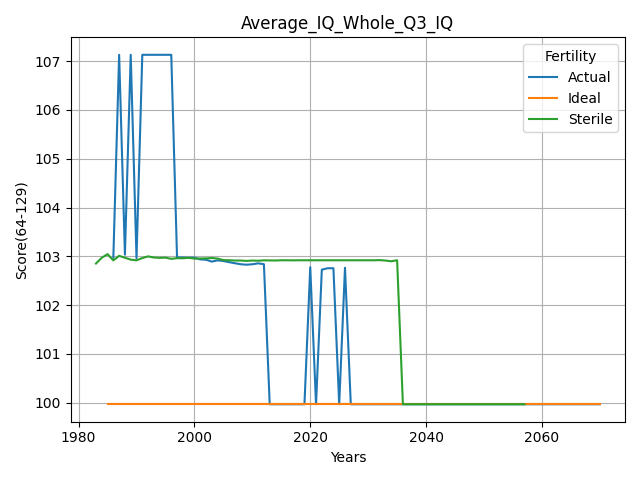 Average_IQ_Whole_Q3_IQ
Fertility
Actual
Ideal
Sterile
Score(64-129)
107
106
105
104
103
102
101
100
1980
2000
2020
2040
2060
Years